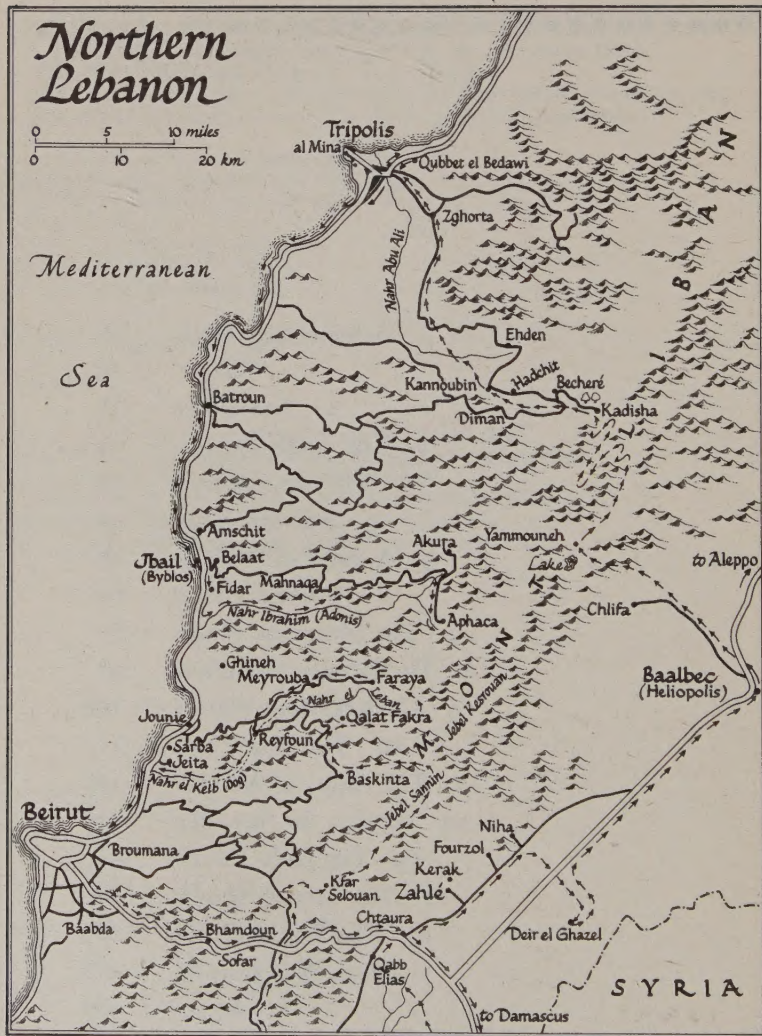 Northern
Lebanon
0 5 10 miles
0 10 20 km
Tripolis
al Mina
Qubbet el Bedawi
Zghorta
Nahr Abu Ali
Mediterranean
Sea
Ehden
Hadchit
Becheré
Kannoubin
Kadisha
Diman
Batroun
LEBANON
Amschit
Yammouneh
Akura
to Aleppo
Jbail
(Byblos)
Belaat
Lake
Fidar
Mahnaqa
Chlifa
Nahr Ibrahim (Adonis)
Aphaca
Ghineh
Meyrouba
Faraya
Baalbec
(Heliopolis)
Nahr el Leban
Jebel Kesrouan
Jounie
Qalat Fakra
Sarba
Reyfoun
Jeita
Nahr el Kelb (Dog)
Baskinta
MT
Jebel Sannin
Beirut
Niha
Broumana
Fourzol
Kerak
Kfar
Selouan
Zahlé
Chtaura
Baabda
Bhamdoun
Deir el Ghazel
Sofar
Qabb
Elias
SYRIA
to Damascus